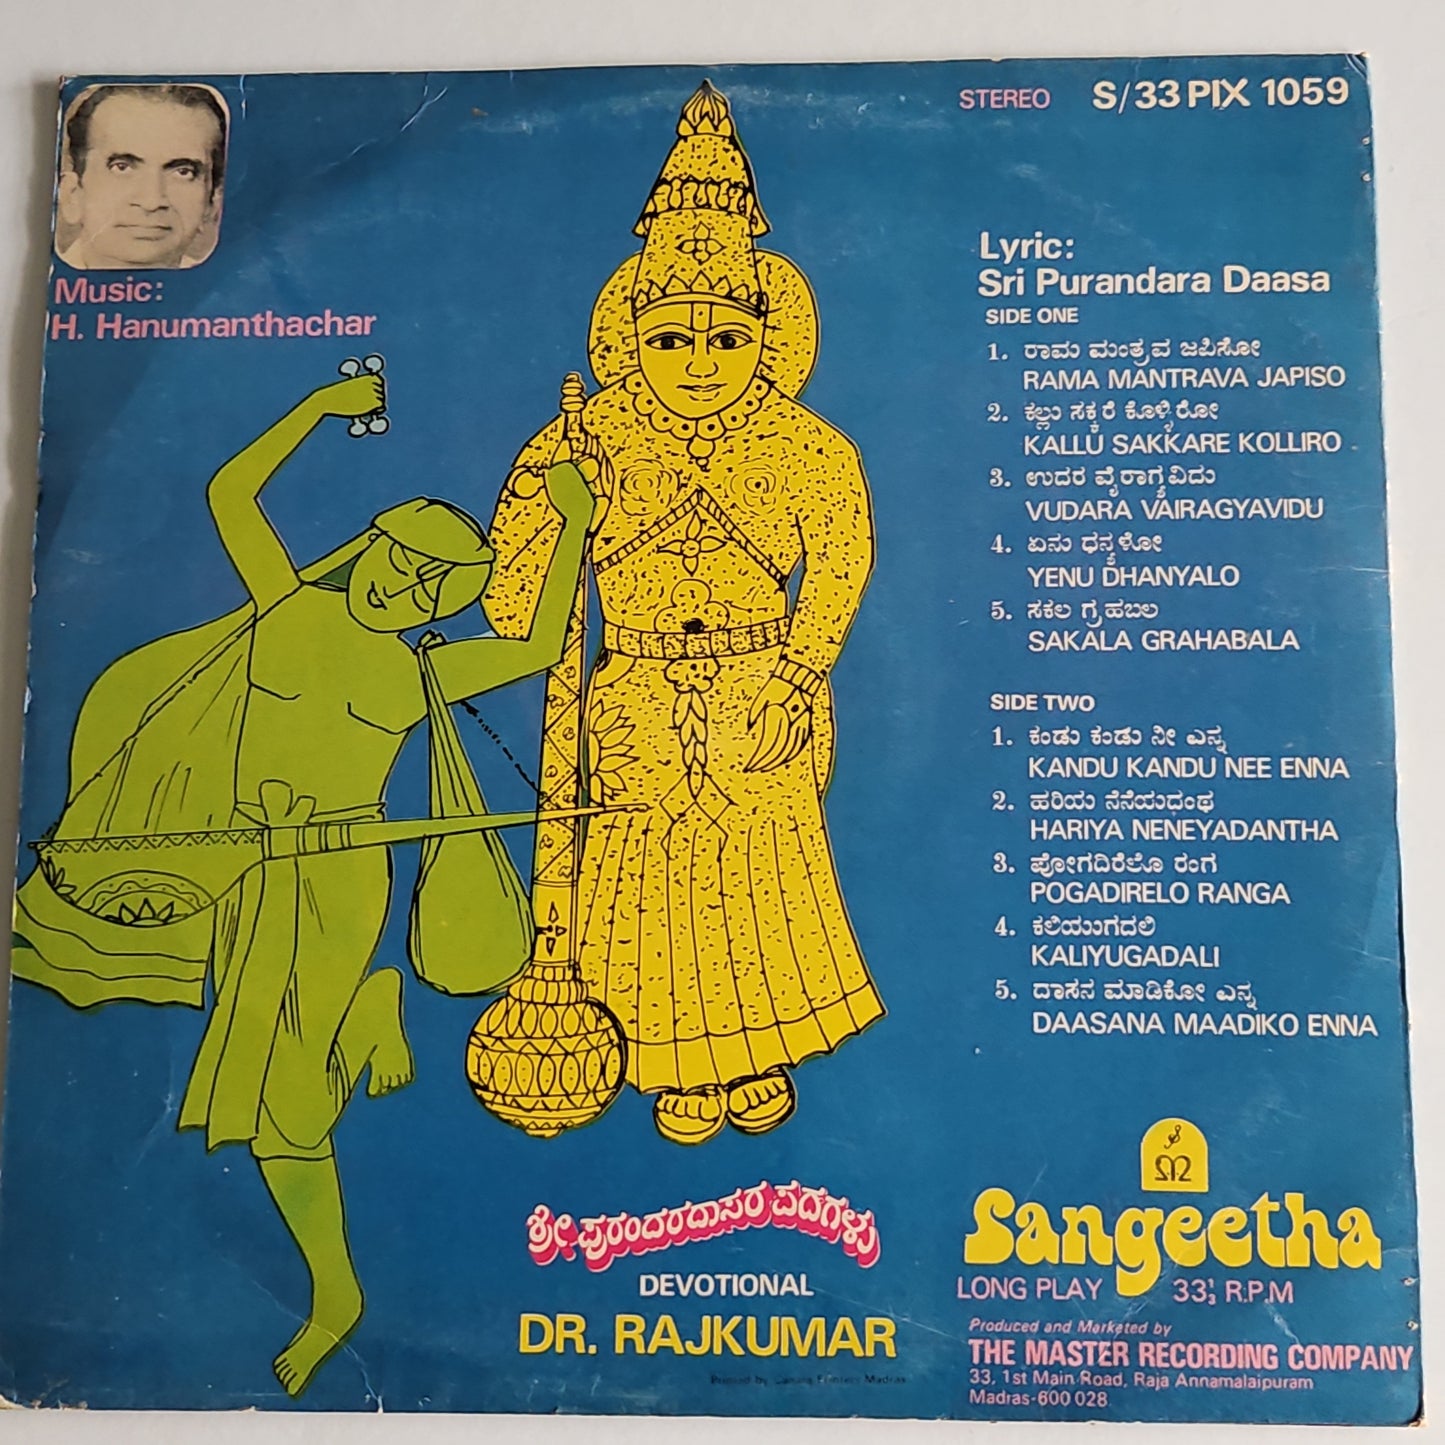 STEREO S/33 PIX 1059
Music:
H. Hanumanthachar
Lyric:
Sri Purandara Daasa
SIDE ONE
1. ರಾಮ ಮಂತ್ರವ ಜಪಿಸೋ
RAMA MANTRAVA JAPISO
2. ಕಲ್ಲು ಸಕ್ಕರೆ ಕೊಳ್ಳಿರೋ
KALLU SAKKARE KOLLIRO
3. ಉದರ ವೈರಾಗ್ಯವಿದು
VUDARA VAIRAGYAVIDU
4. ಏನು ಧನ್ಯಳೋ
YENU DHANYALO
5. ಸಕಲ ಗ್ರಹಬಲ
SAKALA GRAHABALA
SIDE TWO
1. ಕಂಡು ಕಂಡು ನೀ ಎನ್ನ
KANDU KANDU NEE ENNA
2. ಹರಿಯ ನೆನೆಯದಂಥ
HARIYA NENEYADANTHA
3. ಪೋಗದಿರೆಲೊ ರಂಗ
POGADIRELO RANGA
4. ಕಲಿಯುಗದಲಿ
KALIYUGADALI
5. ದಾಸನ ಮಾಡಿಕೋ ಎನ್ನ
DAASANA MAADIKO ENNA
ಶ್ರೀ ಪುರಂದರದಾಸರ ಪದಗಳು
DEVOTIONAL
DR. RAJKUMAR
Printed by Canara Printers Madras
Sangeetha
LONG PLAY 33⅓ R.P.M
Produced and Marketed by
THE MASTER RECORDING COMPANY
33, 1st Main Road, Raja Annamalaipuram
Madras-600 028